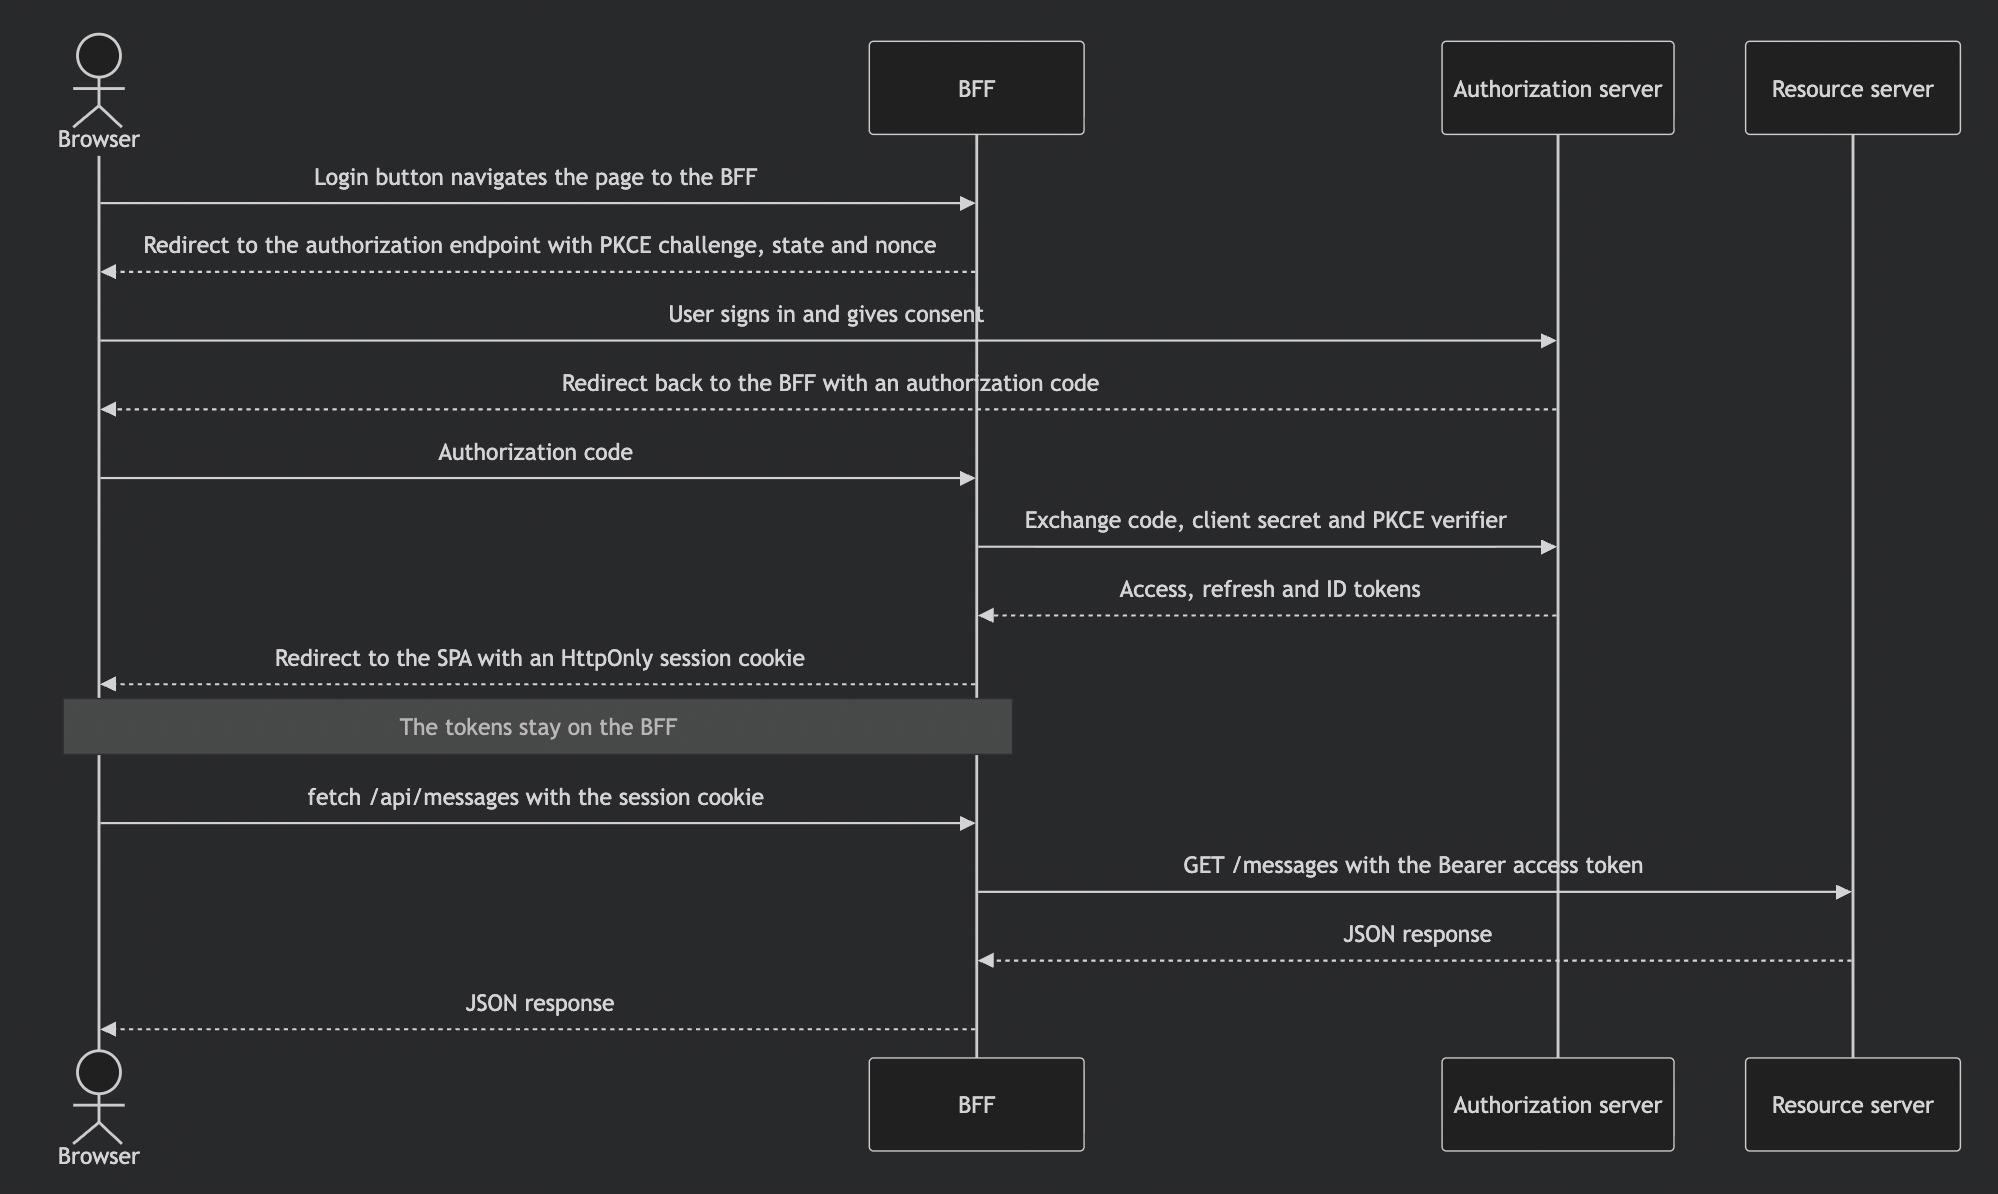 Browser
BFF
Authorization server
Resource server
Login button navigates the page to the BFF
Redirect to the authorization endpoint with PKCE challenge, state and nonce
User signs in and gives consent
Redirect back to the BFF with an authorization code
Authorization code
Exchange code, client secret and PKCE verifier
Access, refresh and ID tokens
Redirect to the SPA with an HttpOnly session cookie
The tokens stay on the BFF
fetch /api/messages with the session cookie
GET /messages with the Bearer access token
JSON response
JSON response
Browser
BFF
Authorization server
Resource server